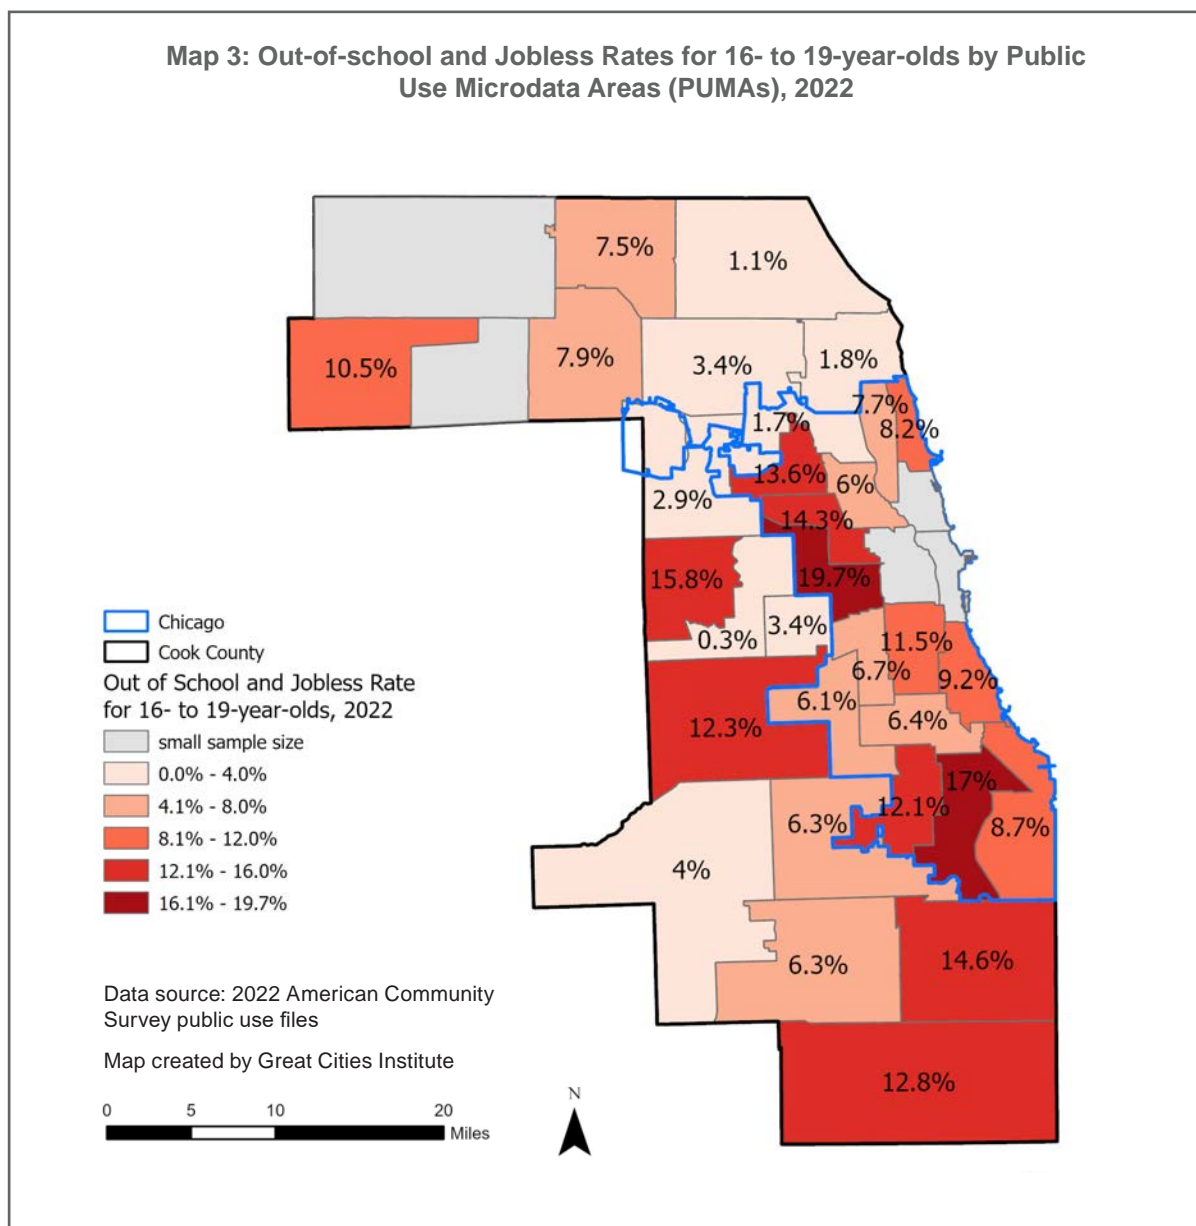 Map 3: Out-of-school and Jobless Rates for 16- to 19-year-olds by Public
Use Microdata Areas (PUMAs), 2022
7.5%
1.1%
10.5%
7.9%
3.4%
1.8%
7.7%
8.2%
1.7%
13.6%
6%
2.9%
14.3%
15.8%
19.7%
0.3%
3.4%
11.5%
6.7%
9.2%
6.1%
6.4%
12.3%
17%
12.1%
8.7%
6.3%
4%
6.3%
14.6%
12.8%
Chicago
Cook County
Out of School and Jobless Rate
for 16- to 19-year-olds, 2022
small sample size
0.0% - 4.0%
4.1% - 8.0%
8.1% - 12.0%
12.1% - 16.0%
16.1% - 19.7%
Data source: 2022 American Community
Survey public use files
Map created by Great Cities Institute
0 5 10 20
Miles
N